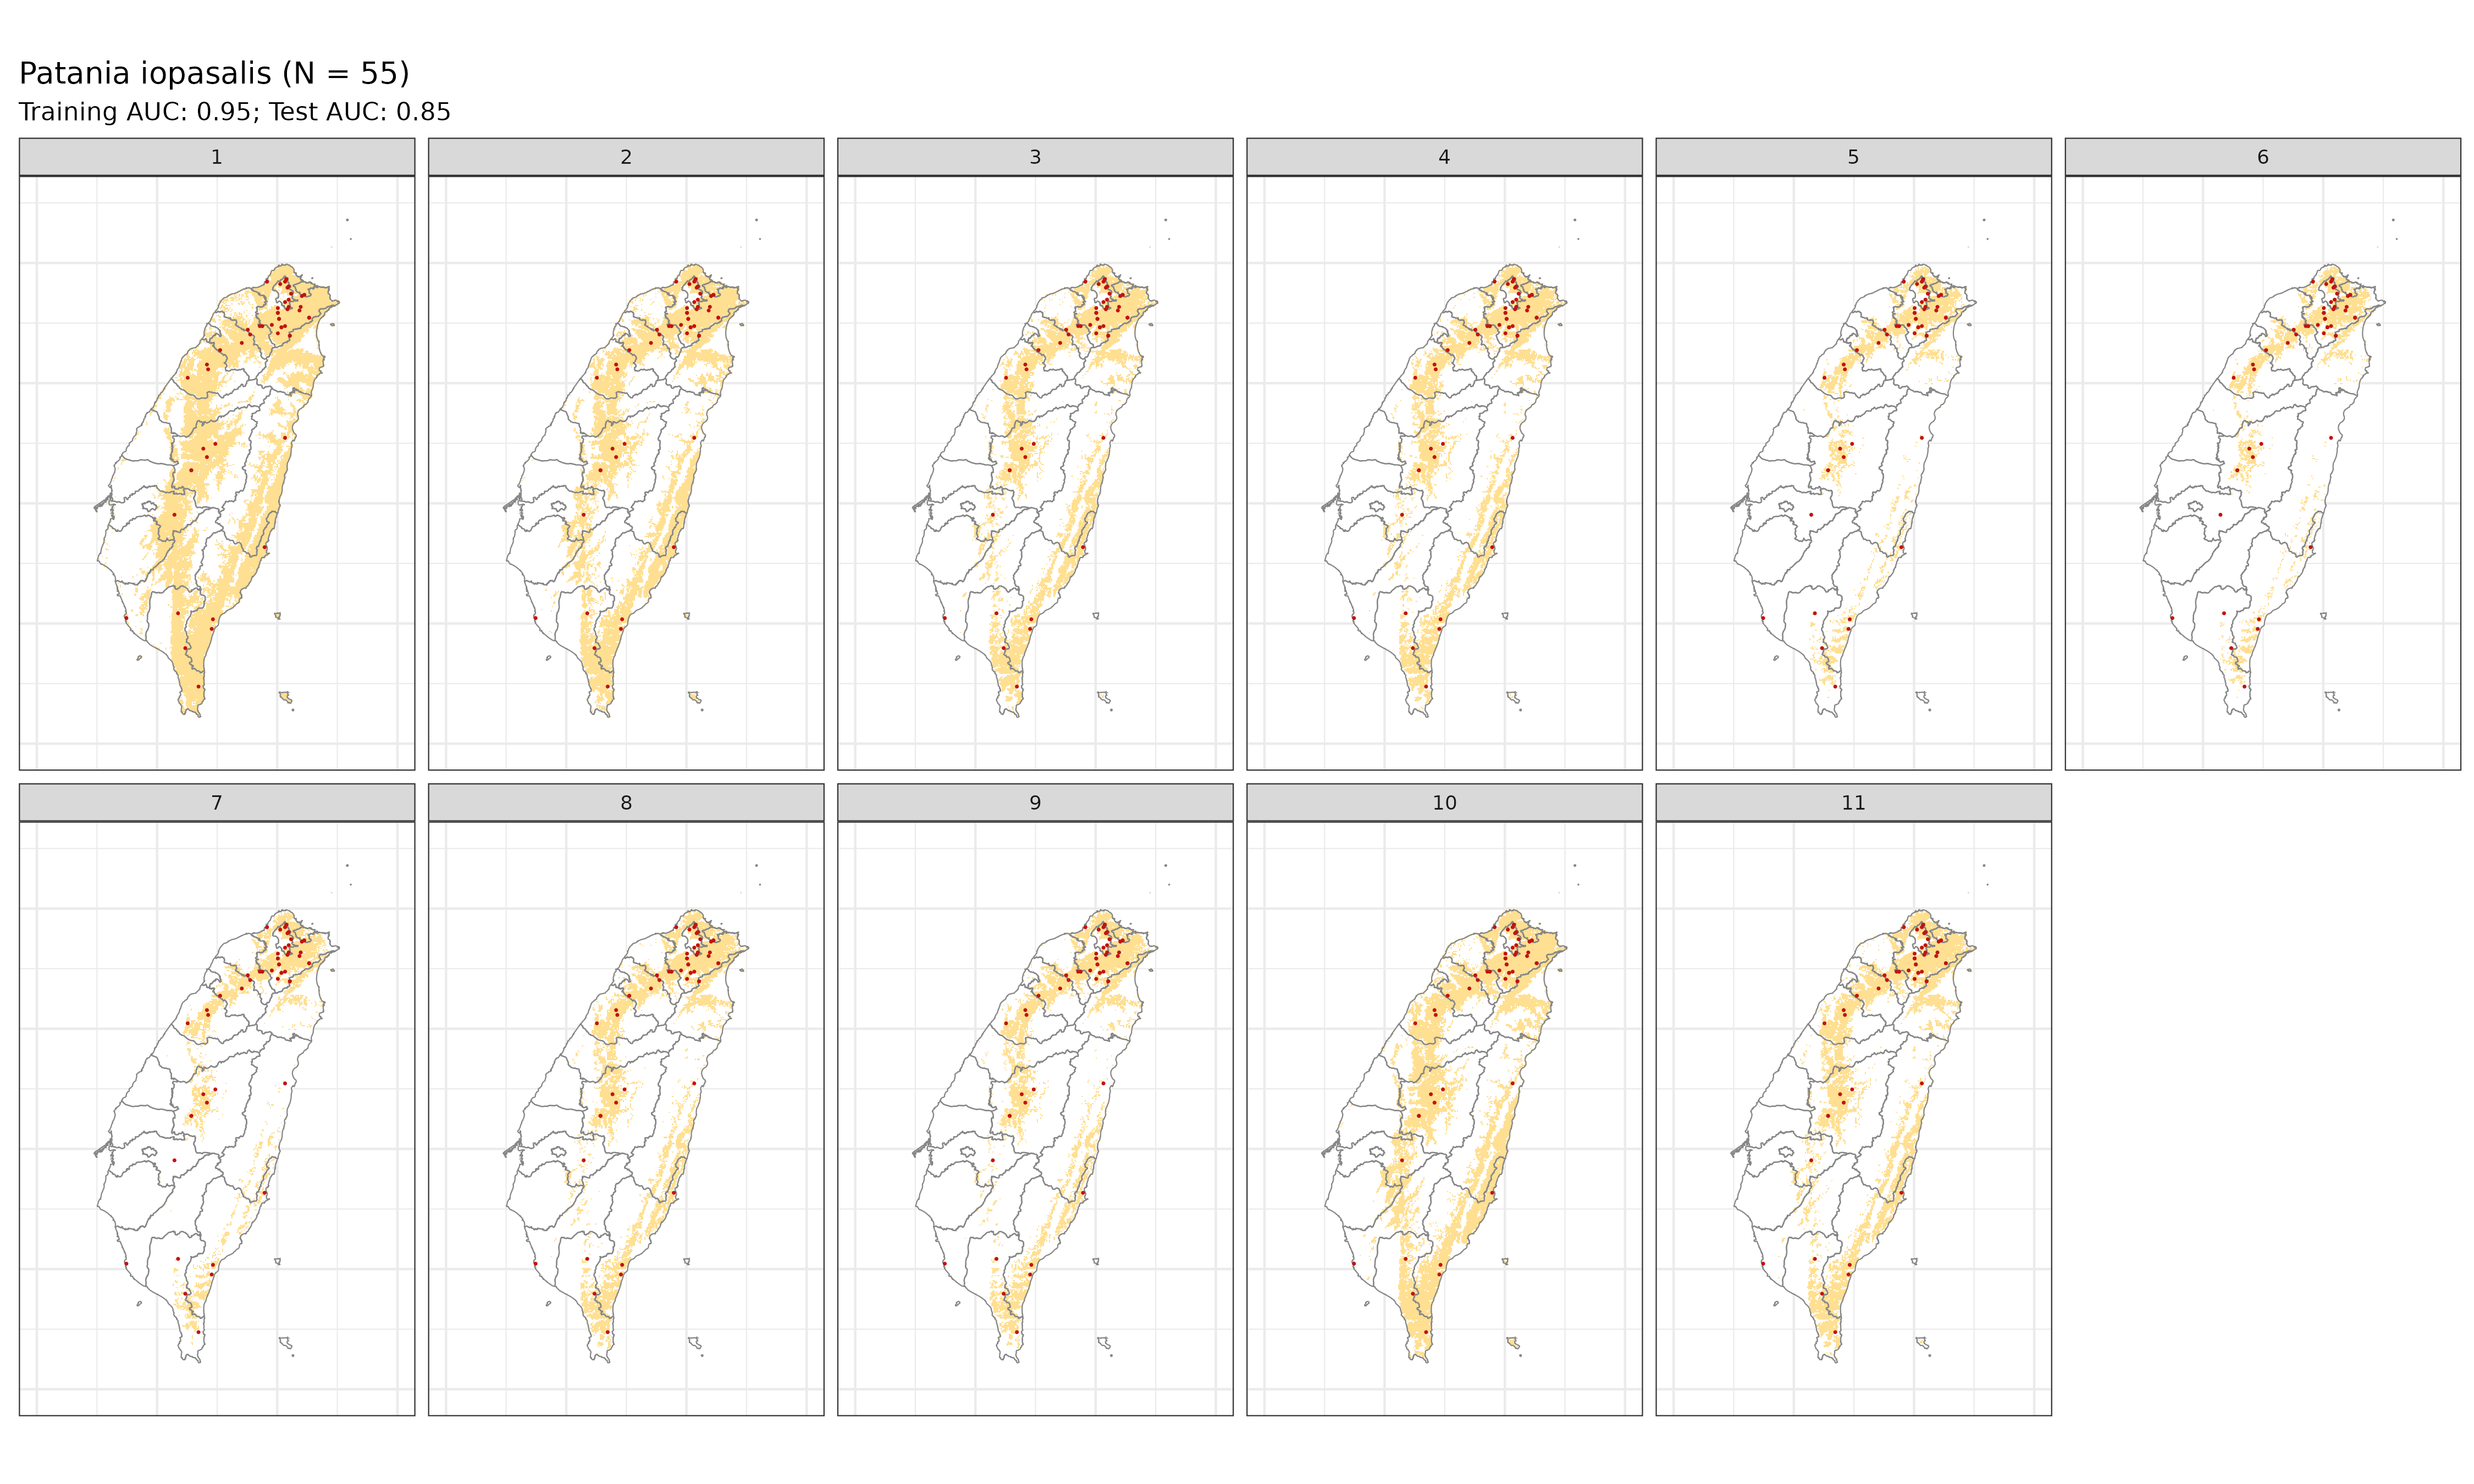 Patania iopasalis (N = 55)
Training AUC: 0.95; Test AUC: 0.85
1 2 3 4 5 6
7 8 9 10 11